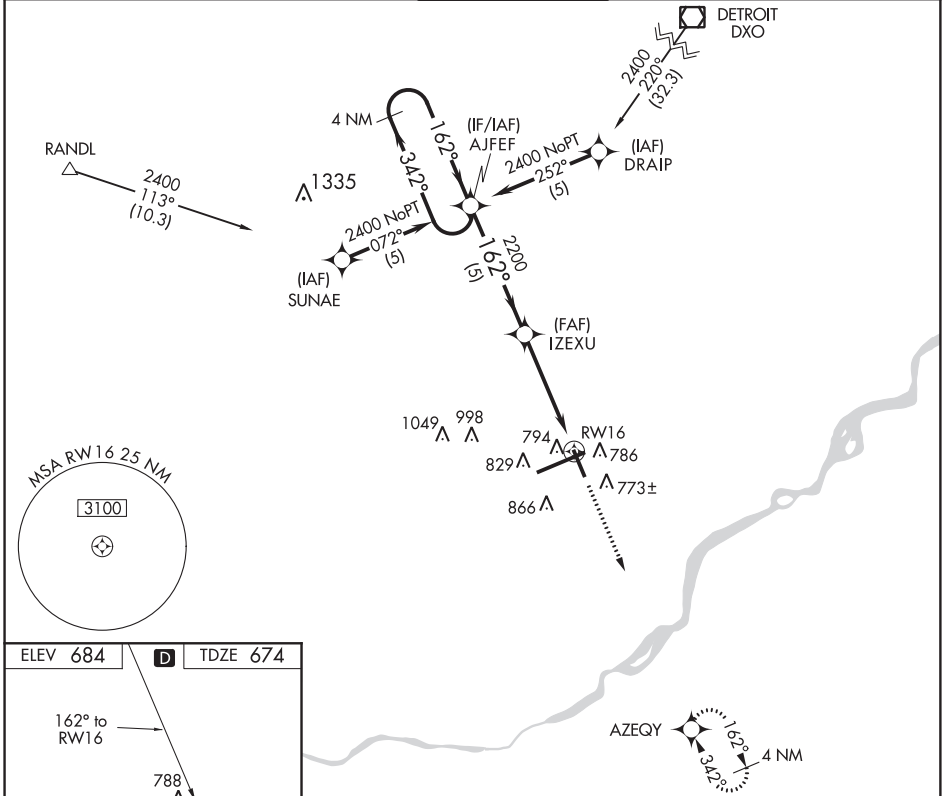 DETROIT
DXO
2400
220°
(32.3)
4 NM
162°
342°
(IF/IAF)
AJFEF
2400 NoPT
252°
(5)
(IAF)
DRAIP
RANDL
2400
113°
(10.3)
1335
2400 NoPT
072°
(5)
(IAF)
SUNAE
2200
162°
(5)
(FAF)
IZEXU
1049
998
794
RW16
786
829
773±
866
MSA RW16 25 NM
3100
ELEV 684
D
TDZE 674
162° to
RW16
788
AZEQY
162°
342°
4 NM